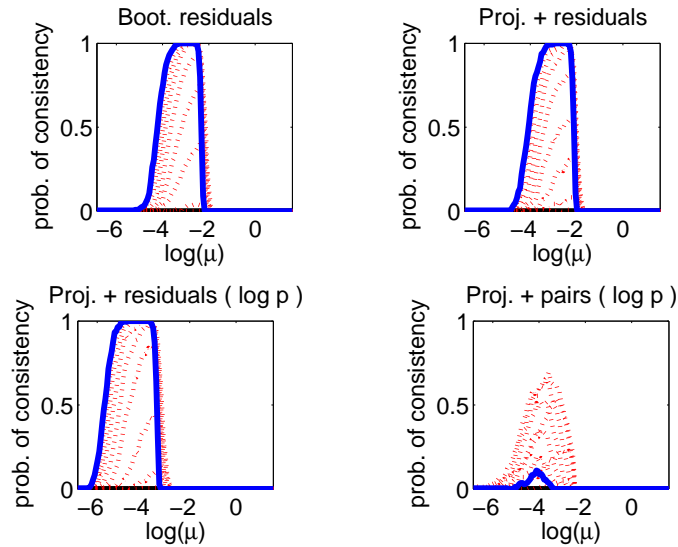 Boot. residuals
prob. of consistency
1
0.5
0
−6 −4 −2 0
log(μ)
Proj. + residuals
prob. of consistency
1
0.5
0
−6 −4 −2 0
log(μ)
Proj. + residuals ( log p )
prob. of consistency
1
0.5
0
−6 −4 −2 0
log(μ)
Proj. + pairs ( log p )
prob. of consistency
1
0.5
0
−6 −4 −2 0
log(μ)